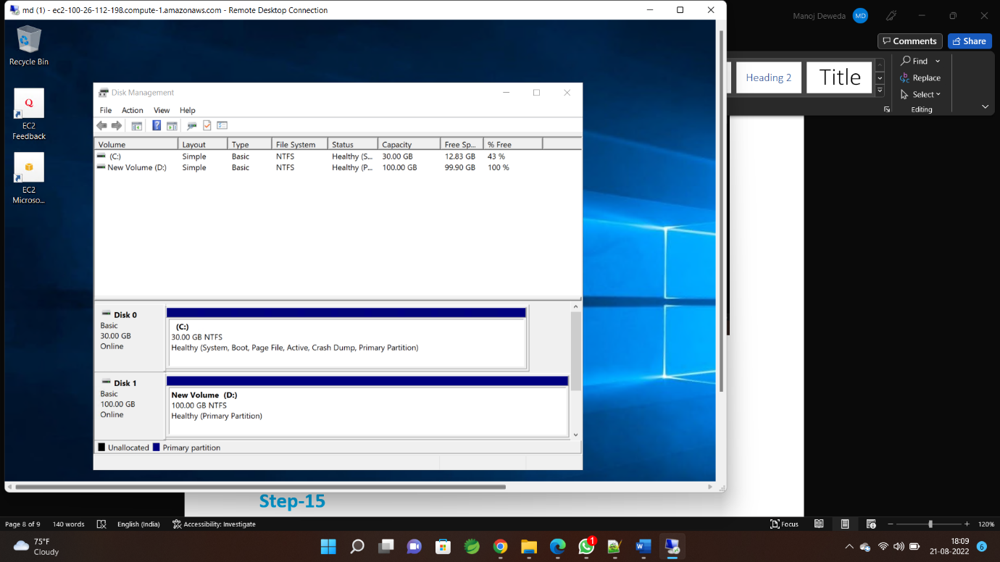 md (1) - ec2-100-26-112-198.compute-1.amazonaws.com - Remote Desktop Connection
Manoj Deweda MD
Comments Share
Recycle Bin
Q
EC2
Feedback
EC2
Microso...
Heading 2 Title
Find
Replace
Select
Editing
Disk Management
File Action View Help
Volume Layout Type File System Status Capacity Free Sp... % Free
(C:) Simple Basic NTFS Healthy (S... 30.00 GB 12.83 GB 43 %
New Volume (D:) Simple Basic NTFS Healthy (P... 100.00 GB 99.90 GB 100 %
Disk 0
Basic
30.00 GB
Online
(C:)
30.00 GB NTFS
Healthy (System, Boot, Page File, Active, Crash Dump, Primary Partition)
Disk 1
Basic
100.00 GB
Online
New Volume (D:)
100.00 GB NTFS
Healthy (Primary Partition)
Unallocated Primary partition
Step-15
Page 8 of 9 140 words English (India) Accessibility: Investigate Focus 120%
75°F
Cloudy
1
18:09
21-08-2022
6